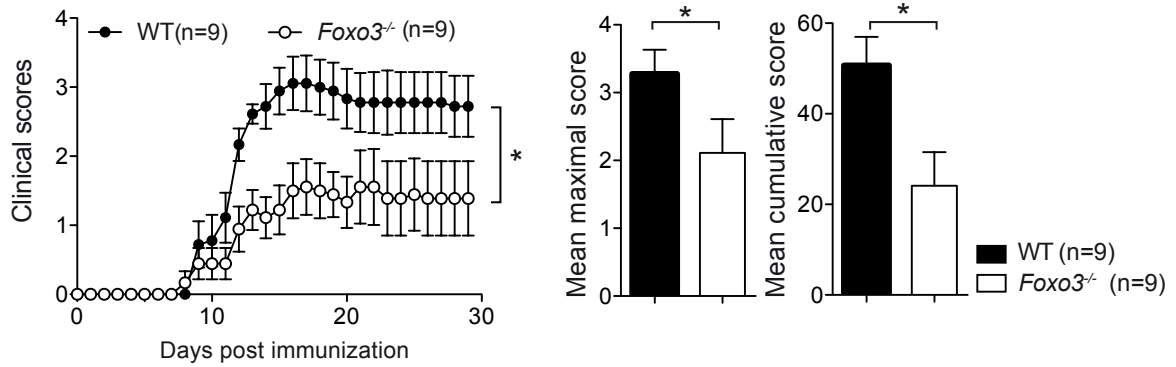 WT(n=9) Foxo3-/- (n=9)
Clinical scores
4
3
2
1
0
0 10 20 30
Days post immunization
*
Mean maximal score
4
3
2
1
0
*
Mean cumulative score
60
40
20
0
*
WT (n=9)
Foxo3-/- (n=9)